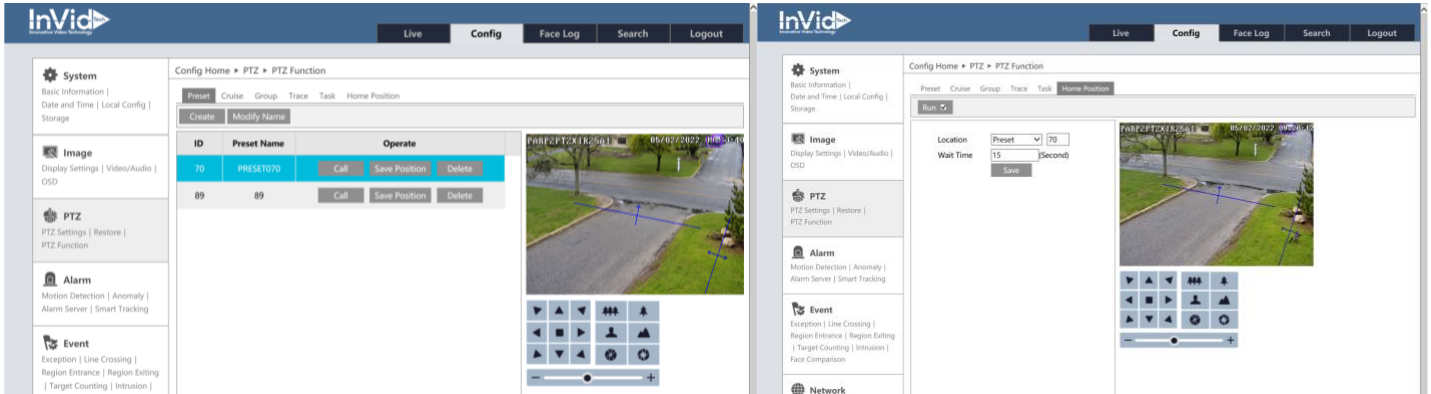 InVid Tech
Innovative Video Technology
Live
Config
Face Log
Search
Logout
System
Basic Information |
Date and Time | Local Config |
Storage
Image
Display Settings | Video/Audio |
OSD
PTZ
PTZ Settings | Restore |
PTZ Function
Alarm
Motion Detection | Anomaly |
Alarm Server | Smart Tracking
Event
Exception | Line Crossing |
Region Entrance | Region Exiting
| Target Counting | Intrusion |
Config Home ▸ PTZ ▸ PTZ Function
Preset Cruise Group Trace Task Home Position
Create Modify Name
ID Preset Name Operate
70 PRESET070 Call Save Position Delete
89 89 Call Save Position Delete
05/02/2022
InVid
Innovative Video Technology
Live
Config
Face Log
Search
Logout
System
Basic Information |
Date and Time | Local Config |
Storage
Image
Display Settings | Video/Audio |
OSD
PTZ
PTZ Settings | Restore |
PTZ Function
Alarm
Motion Detection | Anomaly |
Alarm Server | Smart Tracking
Event
Exception | Line Crossing |
Region Entrance | Region Exiting
| Target Counting | Intrusion |
Face Comparison
Network
Config Home ▸ PTZ ▸ PTZ Function
Preset Cruise Group Trace Task Home Position
Run
Location Preset 70
Wait Time 15 (Second)
Save
05/02/2022